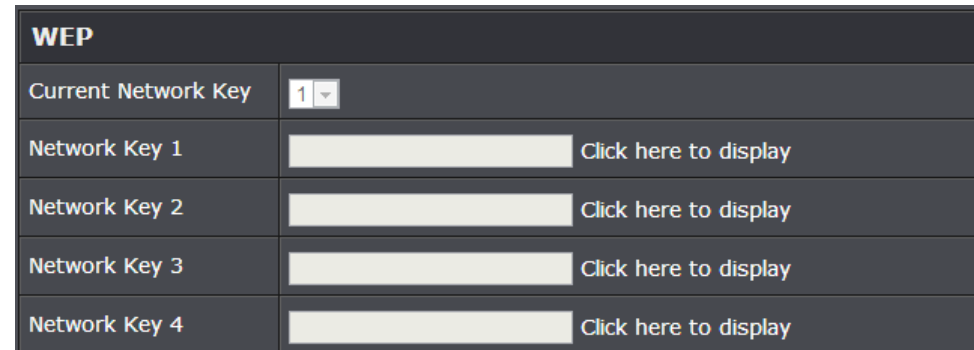 WEP
Current Network Key 1
Network Key 1 Click here to display
Network Key 2 Click here to display
Network Key 3 Click here to display
Network Key 4 Click here to display